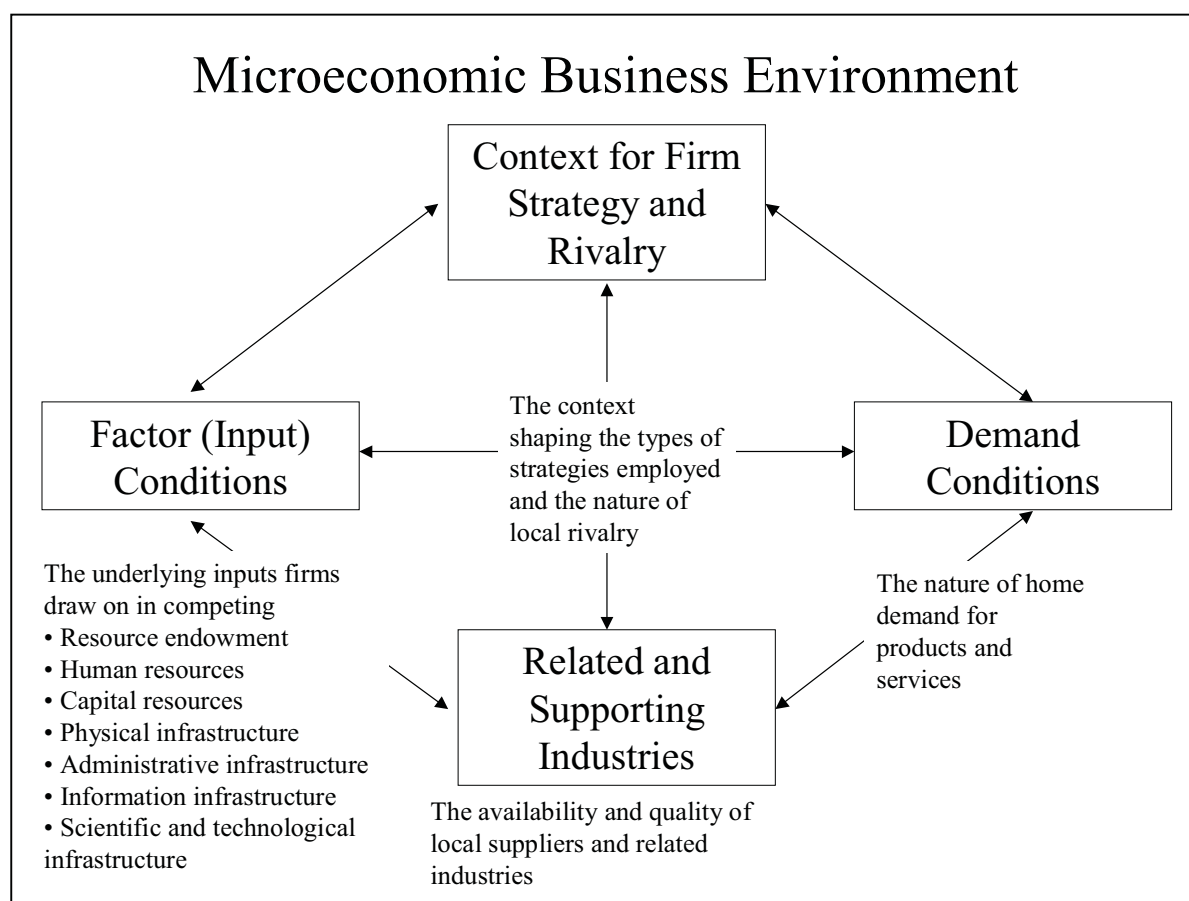 Microeconomic Business Environment
Context for Firm
Strategy and
Rivalry
The context
shaping the types of
strategies employed
and the nature of
local rivalry
Factor (Input)
Conditions
The underlying inputs firms
draw on in competing
• Resource endowment
• Human resources
• Capital resources
• Physical infrastructure
• Administrative infrastructure
• Information infrastructure
• Scientific and technological
infrastructure
Demand
Conditions
The nature of home
demand for
products and
services
Related and
Supporting
Industries
The availability and quality of
local suppliers and related
industries